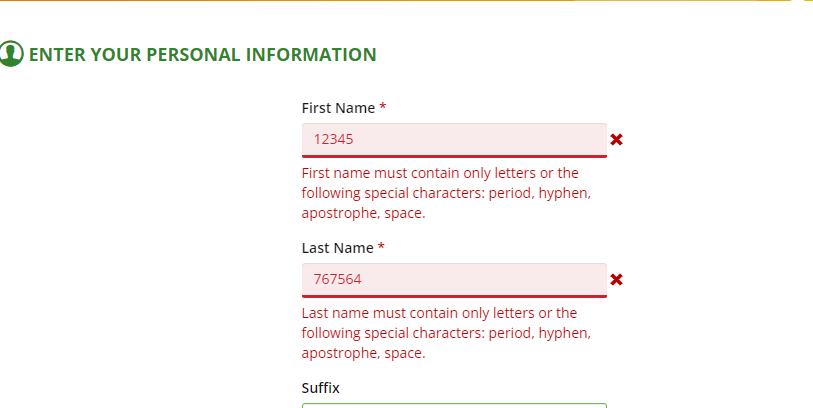 ENTER YOUR PERSONAL INFORMATION
First Name *
12345
First name must contain only letters or the
following special characters: period, hyphen,
apostrophe, space.
Last Name *
767564
Last name must contain only letters or the
following special characters: period, hyphen,
apostrophe, space.
Suffix